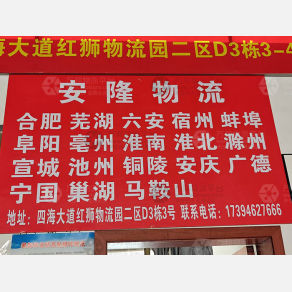 海大道红狮物流园二区D3栋3-4
安隆物流
合肥 芜湖 六安 宿州 蚌埠
阜阳 亳州 淮南 淮北 滁州
宣城 池州 铜陵 安庆 广德
宁国 巢湖 马鞍山
地址：四海大道红狮物流园二区D3栋3号 联系电话：17394627666